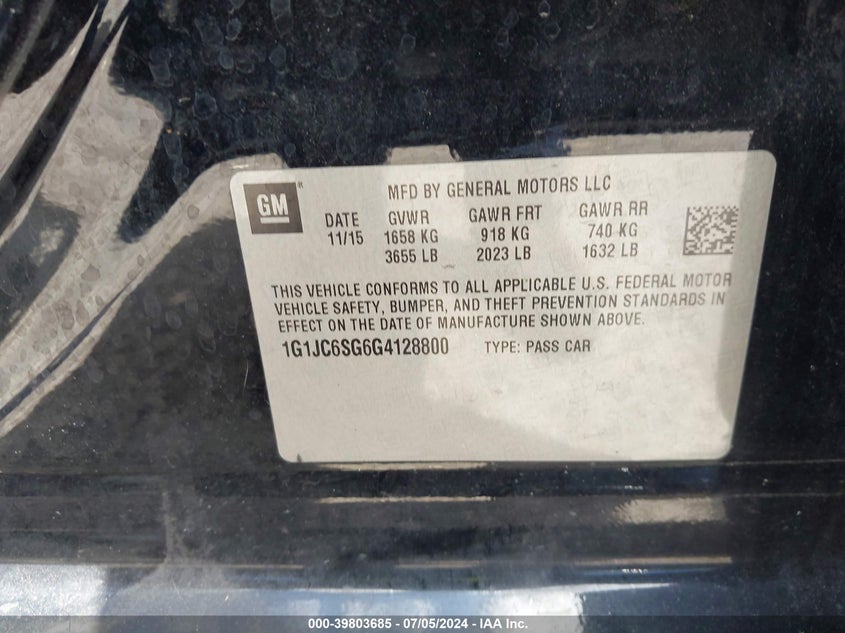 GM®
MFD BY GENERAL MOTORS LLC
DATE GVWR GAWR FRT GAWR RR
11/15 1658 KG 918 KG 740 KG
3655 LB 2023 LB 1632 LB
THIS VEHICLE CONFORMS TO ALL APPLICABLE U.S. FEDERAL MOTOR
VEHICLE SAFETY, BUMPER, AND THEFT PREVENTION STANDARDS IN
EFFECT ON THE DATE OF MANUFACTURE SHOWN ABOVE.
1G1JC6SG6G4128800 TYPE: PASS CAR
000-39803685 - 07/05/2024 - IAA Inc.